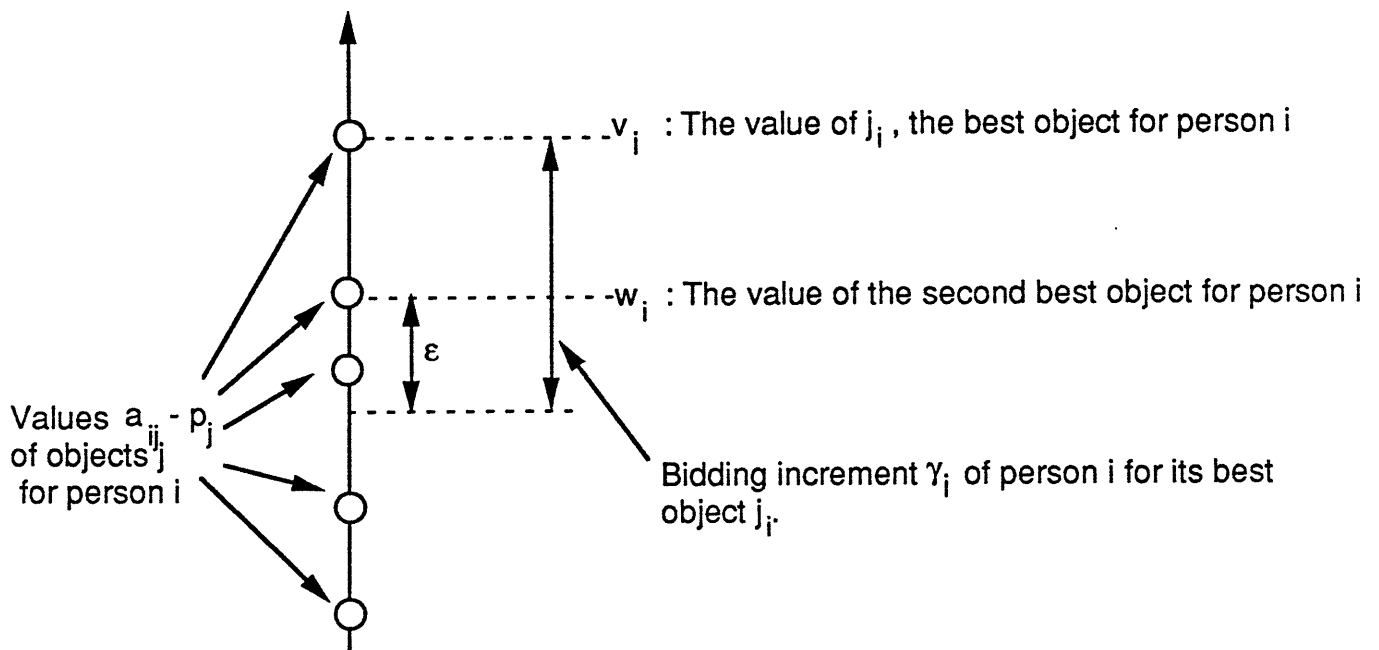 v_i : The value of j_i , the best object for person i
w_i : The value of the second best object for person i
ε
Values a_ij - p_j
of objects j
for person i
Bidding increment γ_i of person i for its best
object j_i.